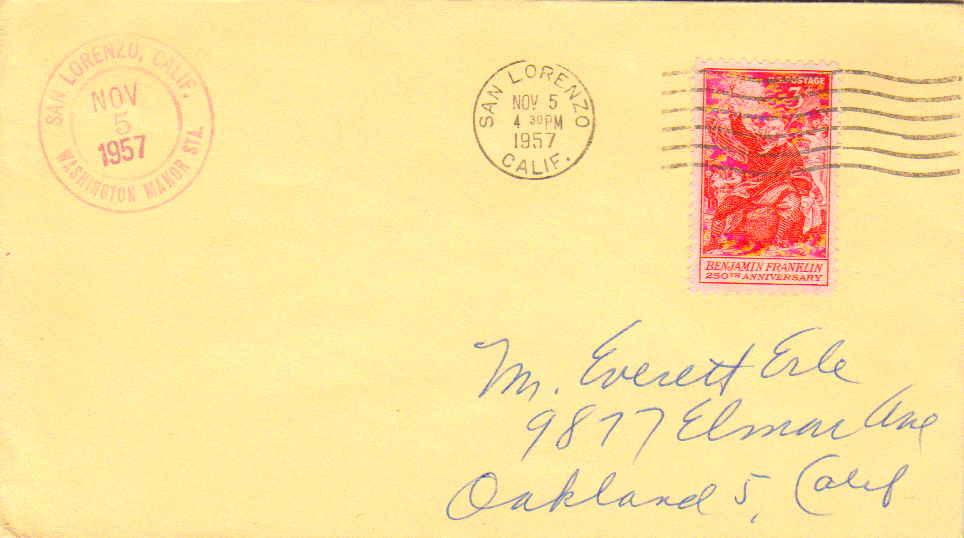 SAN LORENZO, CALIF.
NOV
5
1957
WASHINGTON MANOR STA.
SAN LORENZO
NOV 5
4 30 PM
1957
CALIF.
U.S. POSTAGE
3¢
BENJAMIN FRANKLIN
250TH ANNIVERSARY
Mr. Everett Erle
9877 Elmar Ave
Oakland 5, Calif